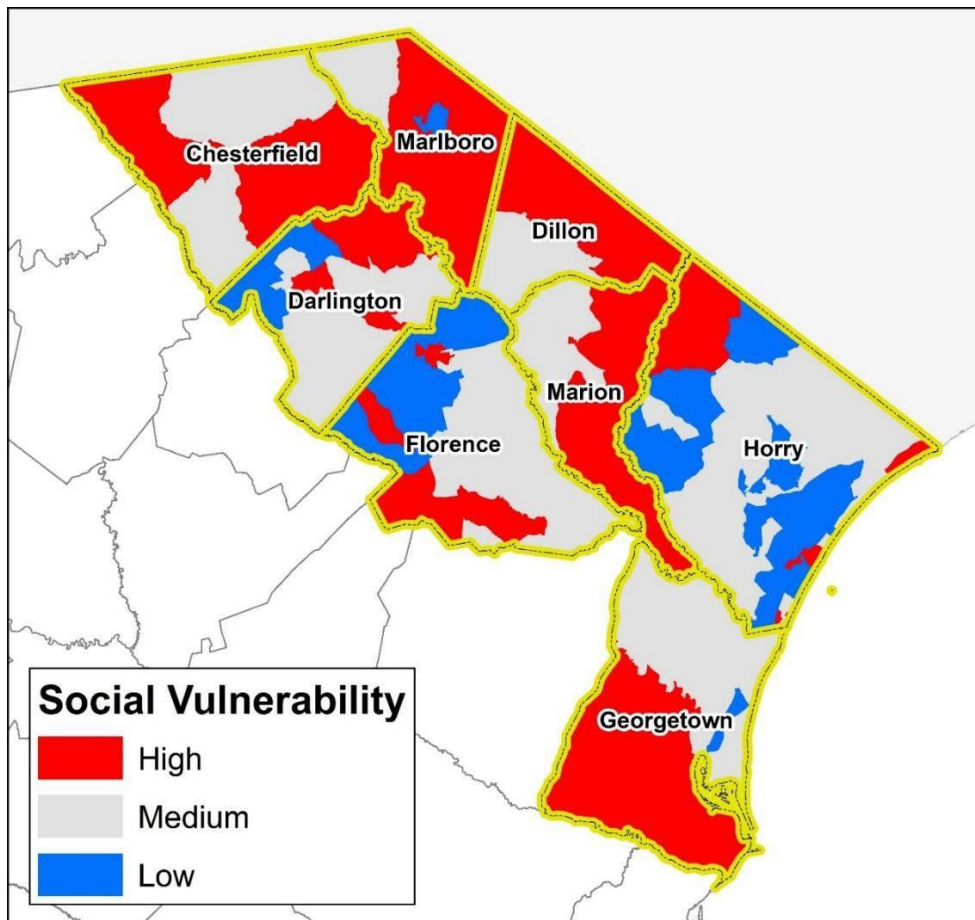 Marlboro
Chesterfield
Dillon
Darlington
Marion
Florence
Horry
Georgetown
Social Vulnerability
High
Medium
Low